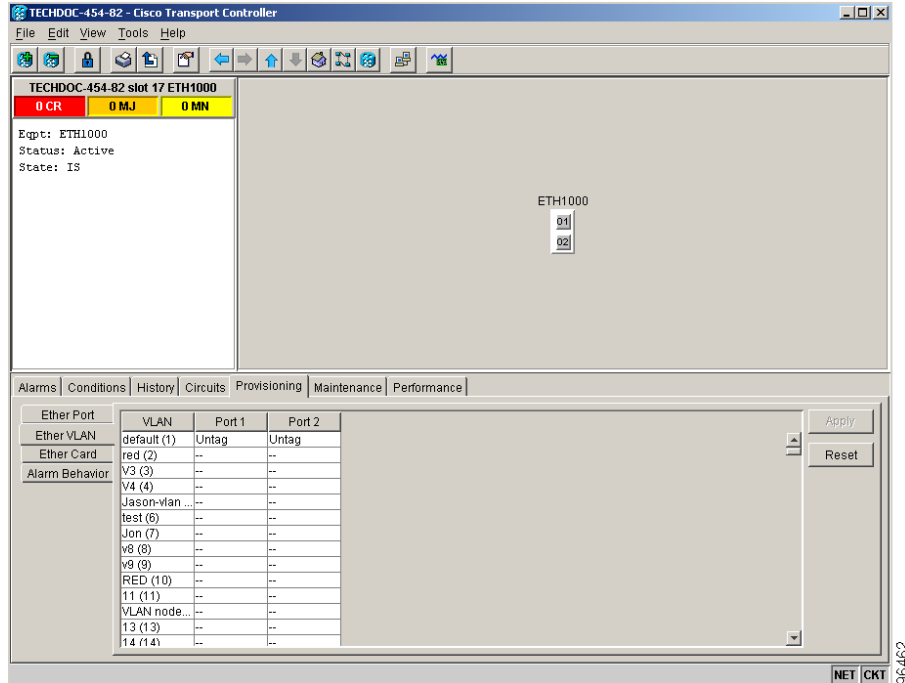 TECHDOC-454-82 - Cisco Transport Controller
File Edit View Tools Help
TECHDOC-454-82 slot 17 ETH1000
0 CR 0 MJ 0 MN
Eqpt: ETH1000
Status: Active
State: IS
ETH1000
01
02
Alarms Conditions History Circuits Provisioning Maintenance Performance
Ether Port
Ether VLAN
Ether Card
Alarm Behavior
VLAN Port 1 Port 2
default (1) Untag Untag
red (2) -- --
V3 (3) -- --
V4 (4) -- --
Jason-vlan ... -- --
test (6) -- --
Jon (7) -- --
v8 (8) -- --
v9 (9) -- --
RED (10) -- --
11 (11) -- --
VLAN node... -- --
13 (13) -- --
14 (14) -- --
Apply
Reset
NET CKT
96462